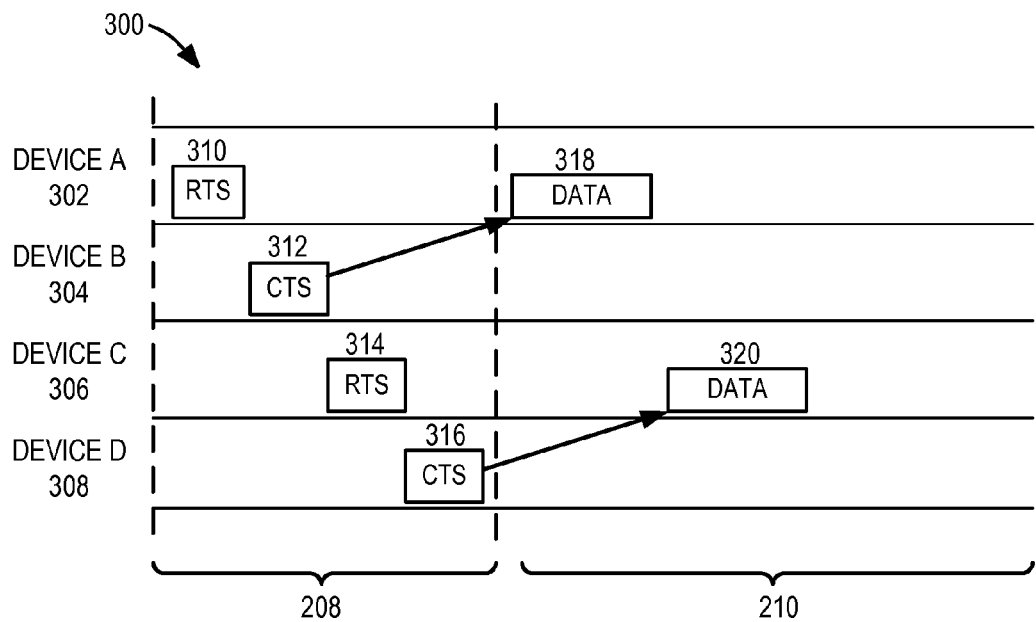 300
DEVICE A
302
310
RTS
318
DATA
DEVICE B
304
312
CTS
DEVICE C
306
314
RTS
320
DATA
DEVICE D
308
316
CTS
208
210